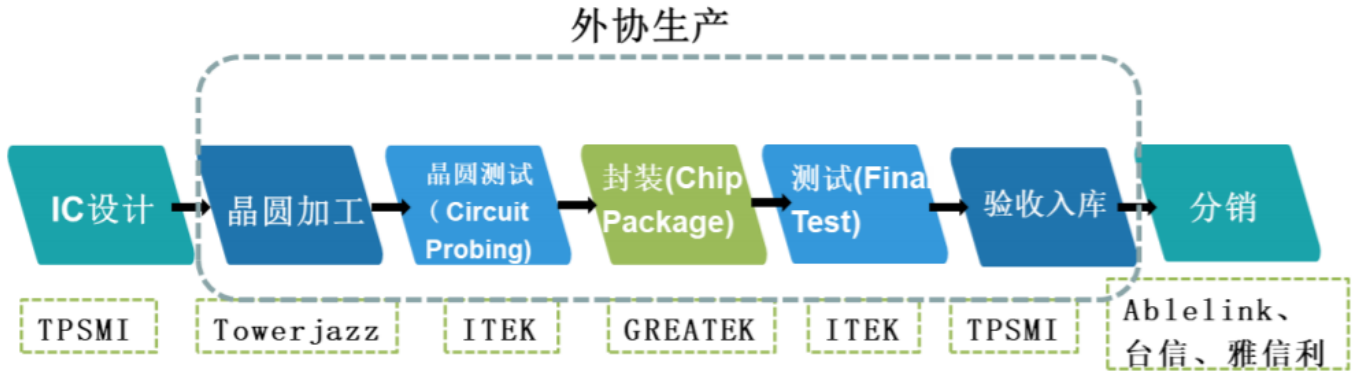 外协生产
IC设计
晶圆加工
晶圆测试
（Circuit
Probing)
封装(Chip
Package)
测试(Final
Test)
验收入库
分销
TPSMI
Towerjazz
ITEK
GREATEK
ITEK
TPSMI
Ablelink、
台信、雅信利